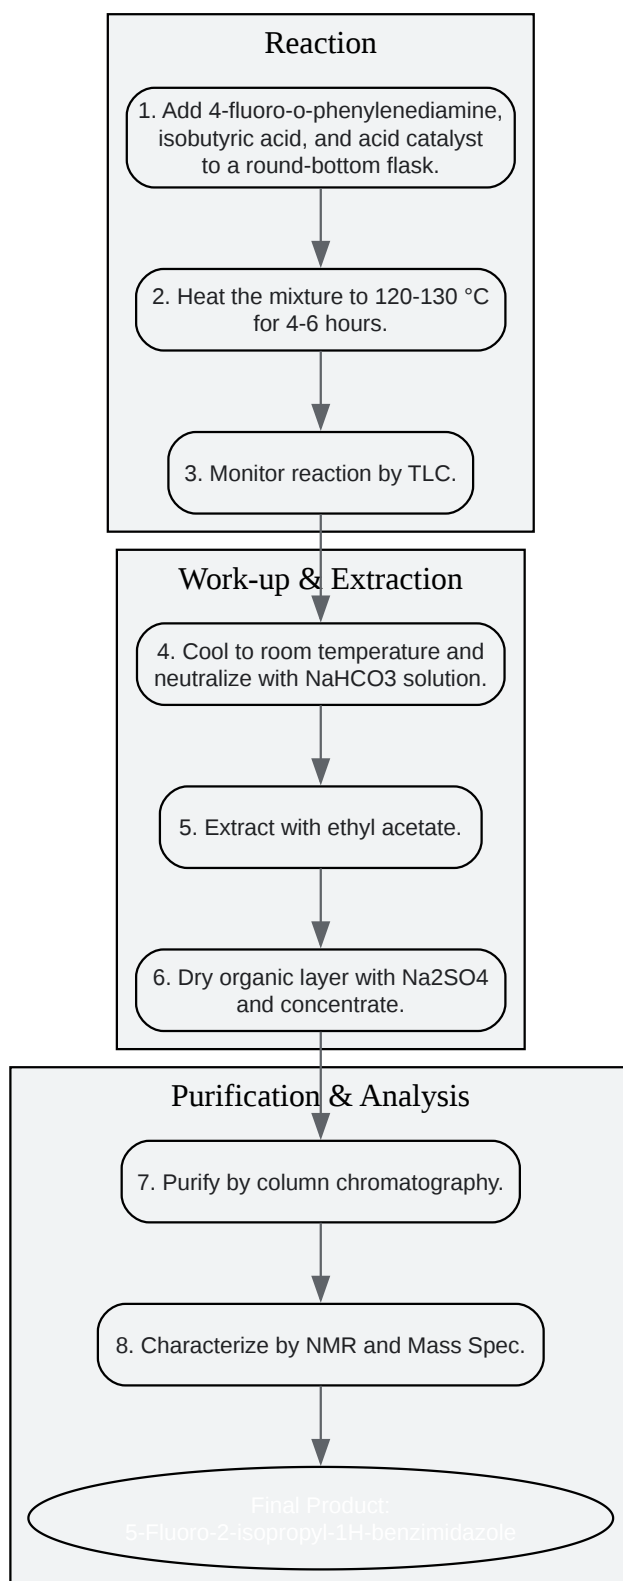 Reaction
1. Add 4-fluoro-o-phenylenediamine,
isobutyric acid, and acid catalyst
to a round-bottom flask.
2. Heat the mixture to 120-130 °C
for 4-6 hours.
3. Monitor reaction by TLC.
Work-up & Extraction
4. Cool to room temperature and
neutralize with NaHCO3 solution.
5. Extract with ethyl acetate.
6. Dry organic layer with Na2SO4
and concentrate.
Purification & Analysis
7. Purify by column chromatography.
8. Characterize by NMR and Mass Spec.
Final Product:
5-Fluoro-2-isopropyl-1H-benzimidazole